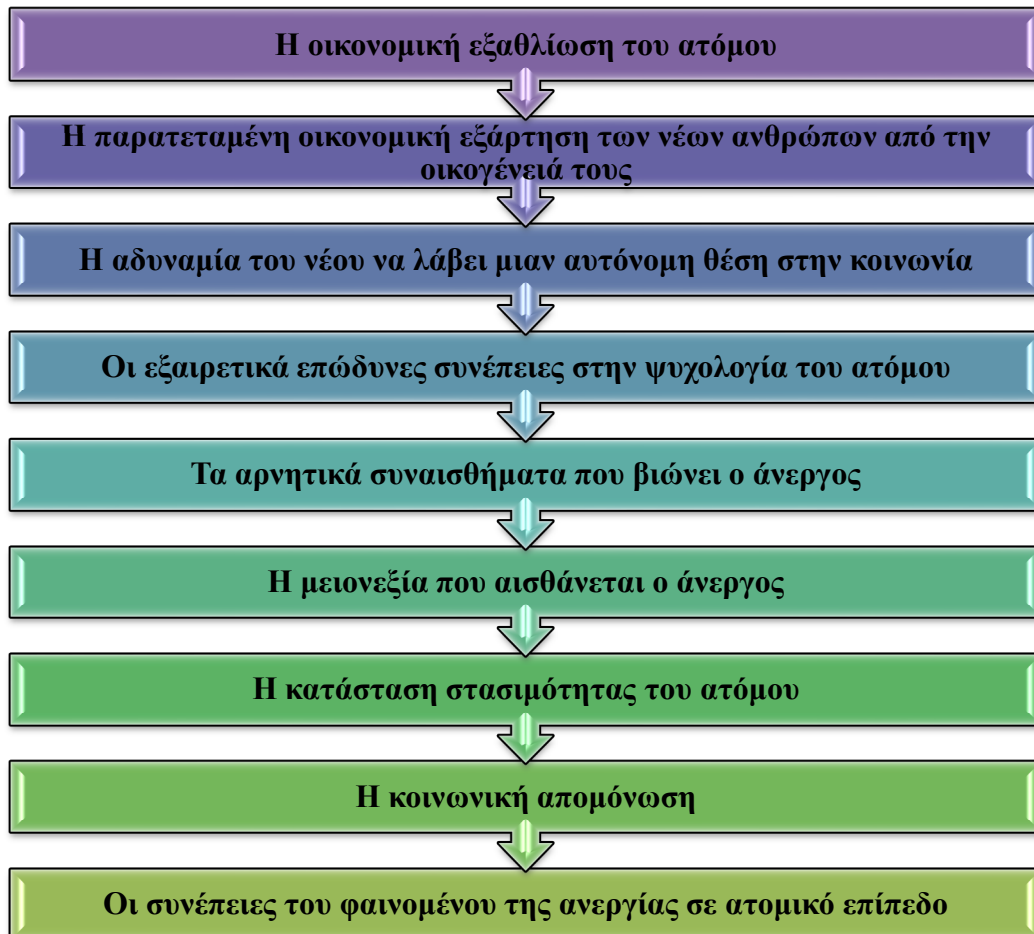 Η οικονομική εξαθλίωση του ατόμου
Η παρατεταμένη οικονομική εξάρτηση των νέων ανθρώπων από την
οικογένειά τους
Η αδυναμία του νέου να λάβει μιαν αυτόνομη θέση στην κοινωνία
Οι εξαιρετικά επώδυνες συνέπειες στην ψυχολογία του ατόμου
Τα αρνητικά συναισθήματα που βιώνει ο άνεργος
Η μειονεξία που αισθάνεται ο άνεργος
Η κατάσταση στασιμότητας του ατόμου
Η κοινωνική απομόνωση
Οι συνέπειες του φαινομένου της ανεργίας σε ατομικό επίπεδο